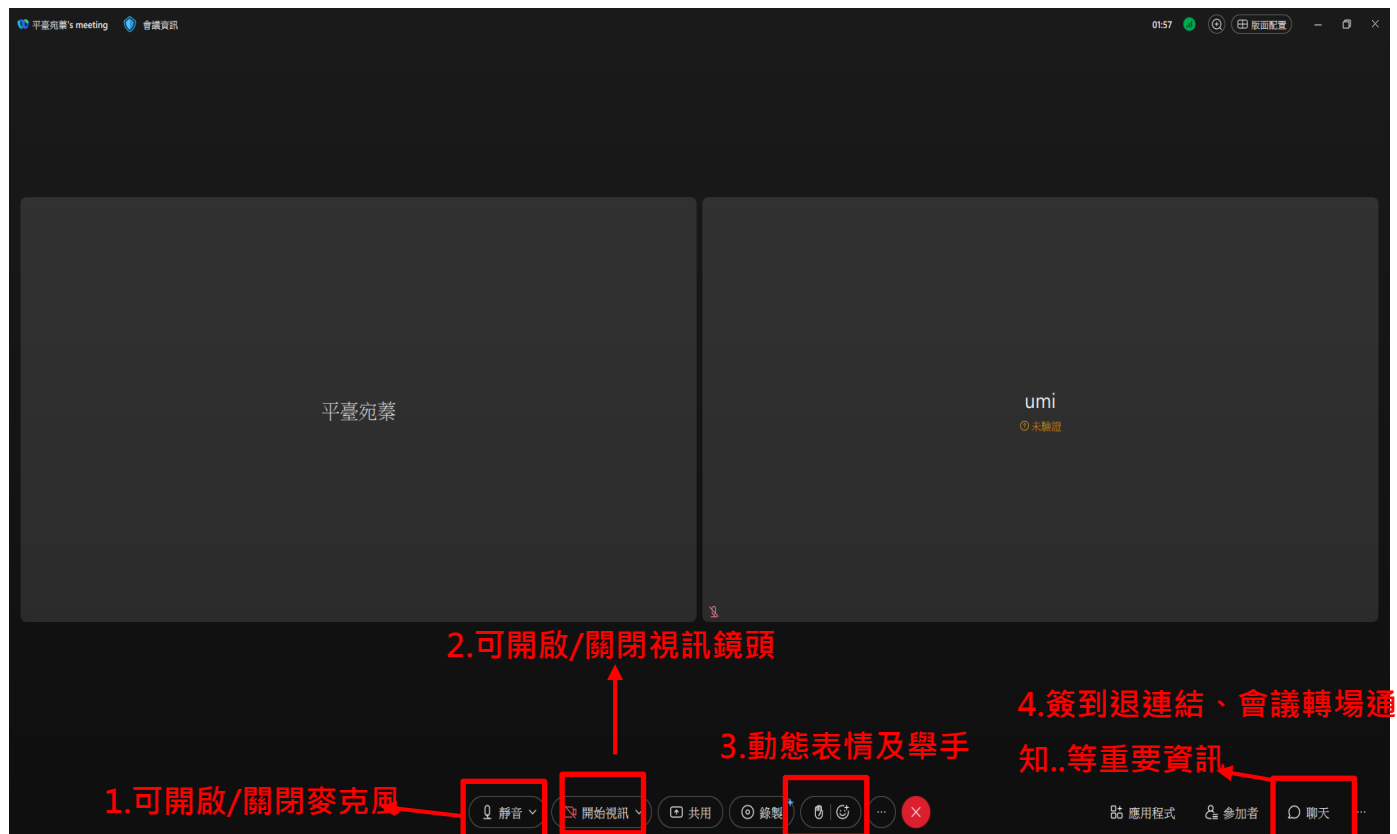 平臺宛蓁's meeting 會議資訊 01:57 版面配置
平臺宛蓁
umi
未驗證
2.可開啟/關閉視訊鏡頭
4.簽到退連結、會議轉場通
知..等重要資訊
3.動態表情及舉手
1.可開啟/關閉麥克風
靜音 開始視訊 共用 錄製 應用程式 參加者 聊天